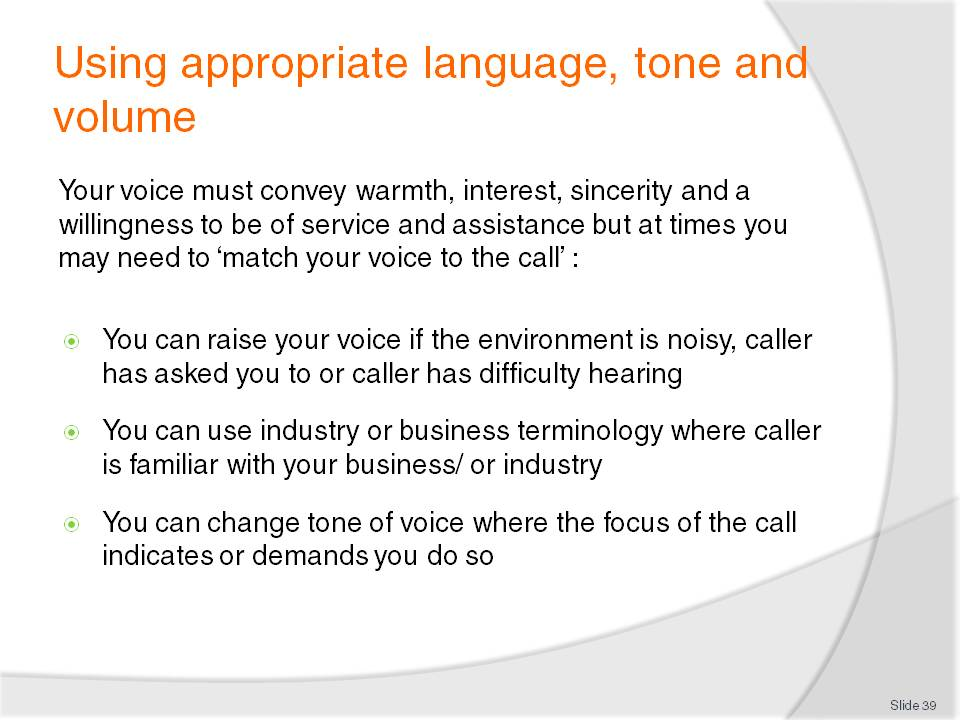 Using appropriate language, tone and
volume
Your voice must convey warmth, interest, sincerity and a
willingness to be of service and assistance but at times you
may need to ‘match your voice to the call’ :
You can raise your voice if the environment is noisy, caller
has asked you to or caller has difficulty hearing
You can use industry or business terminology where caller
is familiar with your business/ or industry
You can change tone of voice where the focus of the call
indicates or demands you do so
Slide 39